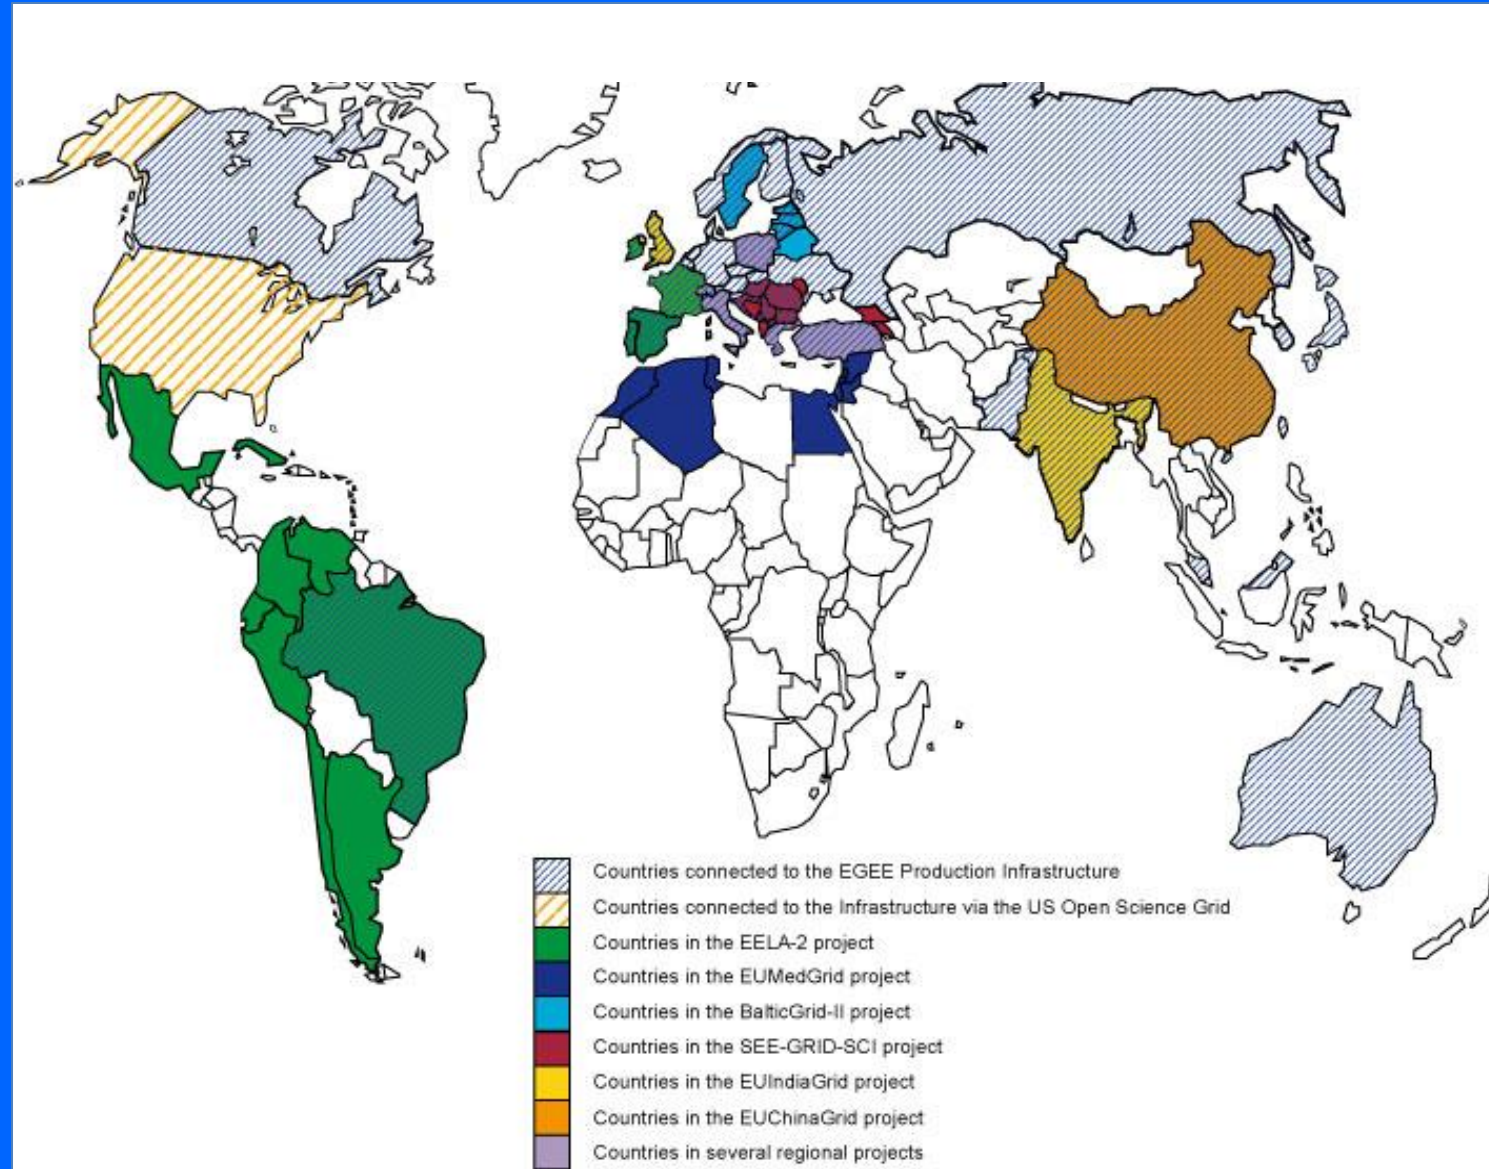 Countries connected to the EGEE Production Infrastructure
Countries connected to the Infrastructure via the US Open Science Grid
Countries in the EELA-2 project
Countries in the EUMedGrid project
Countries in the BalticGrid-II project
Countries in the SEE-GRID-SCI project
Countries in the EUIndiaGrid project
Countries in the EUChinaGrid project
Countries in several regional projects